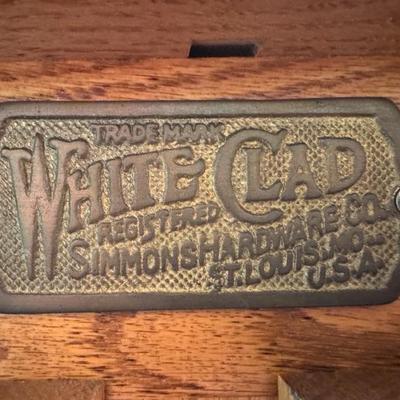 TRADE MARK
WHITE CLAD
REGISTERED
SIMMONS HARDWARE CO.
ST. LOUIS, MO.
U.S.A.